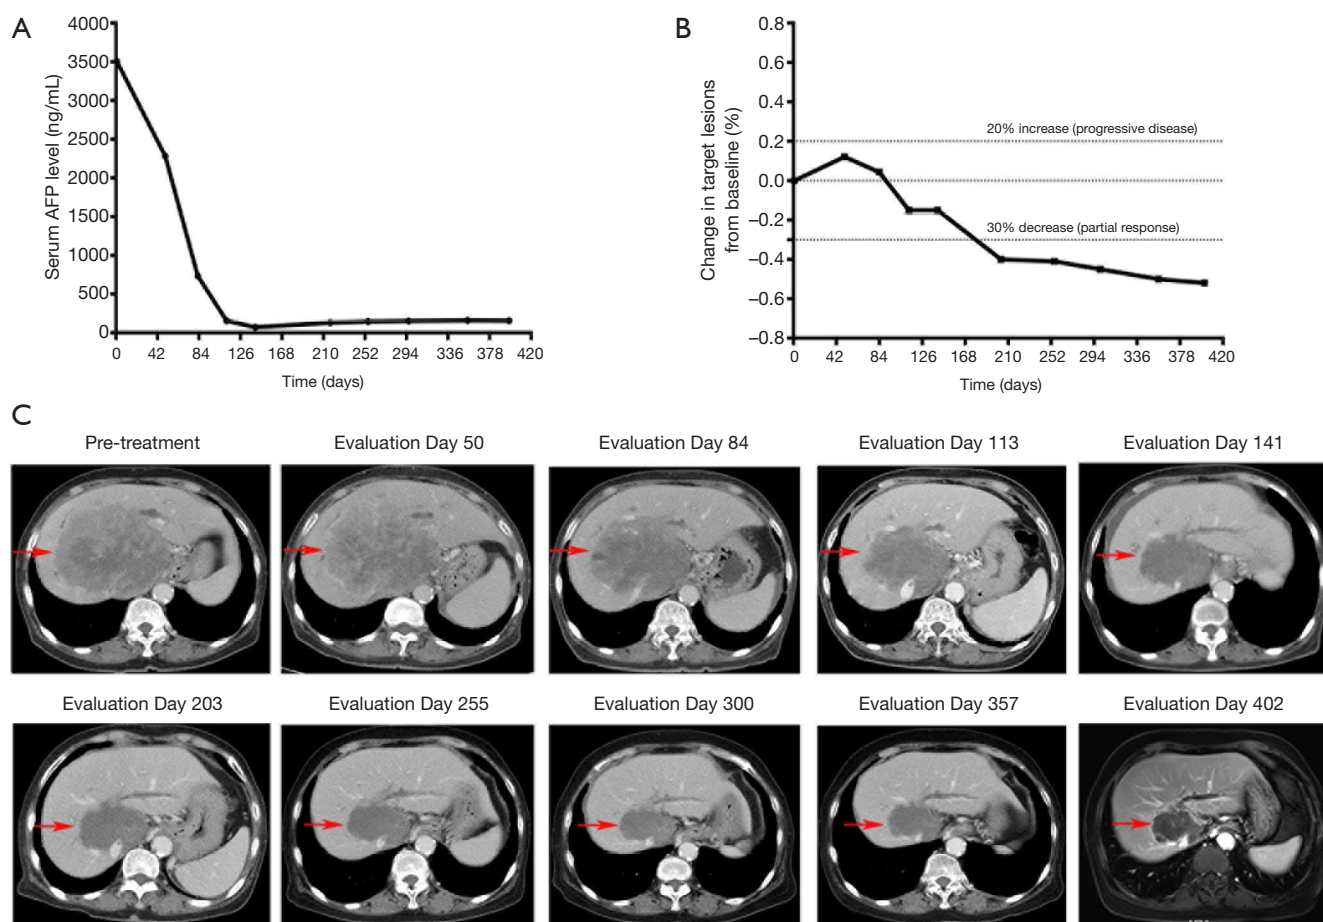 A
4000
3500
3000
2500
2000
1500
1000
500
0
Serum AFP level (ng/mL)
0 42 84 126 168 210 252 294 336 378 420
Time (days)
B
0.8
0.6
0.4
0.2
0.0
–0.2
–0.4
–0.6
–0.8
Change in target lesions
from baseline (%)
20% increase (progressive disease)
30% decrease (partial response)
0 42 84 126 168 210 252 294 336 378 420
Time (days)
C
Pre-treatment Evaluation Day 50 Evaluation Day 84 Evaluation Day 113 Evaluation Day 141
Evaluation Day 203 Evaluation Day 255 Evaluation Day 300 Evaluation Day 357 Evaluation Day 402